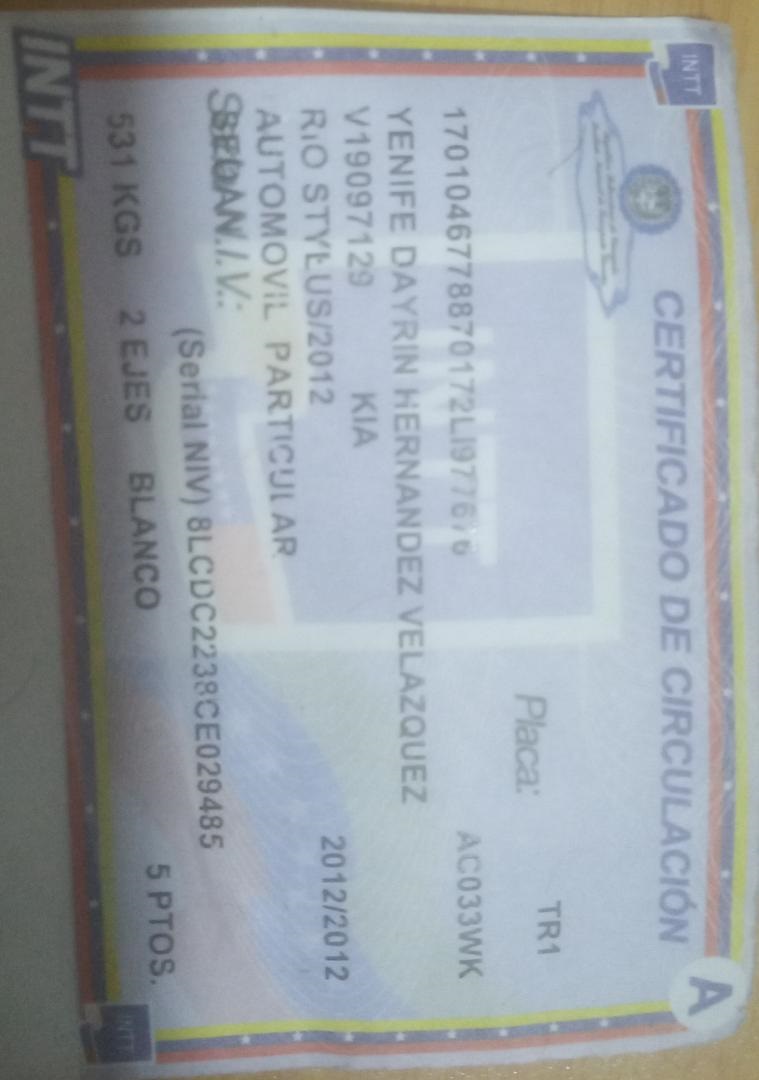 INTT
CERTIFICADO DE CIRCULACIÓN
A
TR1
Placa:
AC033WK
YENIFE DAYRIN HERNANDEZ VELAZQUEZ
V19097129 KIA
RIO STYLUS/2012 2012/2012
AUTOMOVIL PARTICULAR
SEDAN
(Serial NIV) 8LCDC2238CE029485
531 KGS 2 EJES BLANCO 5 PTOS.
INTT
INTT